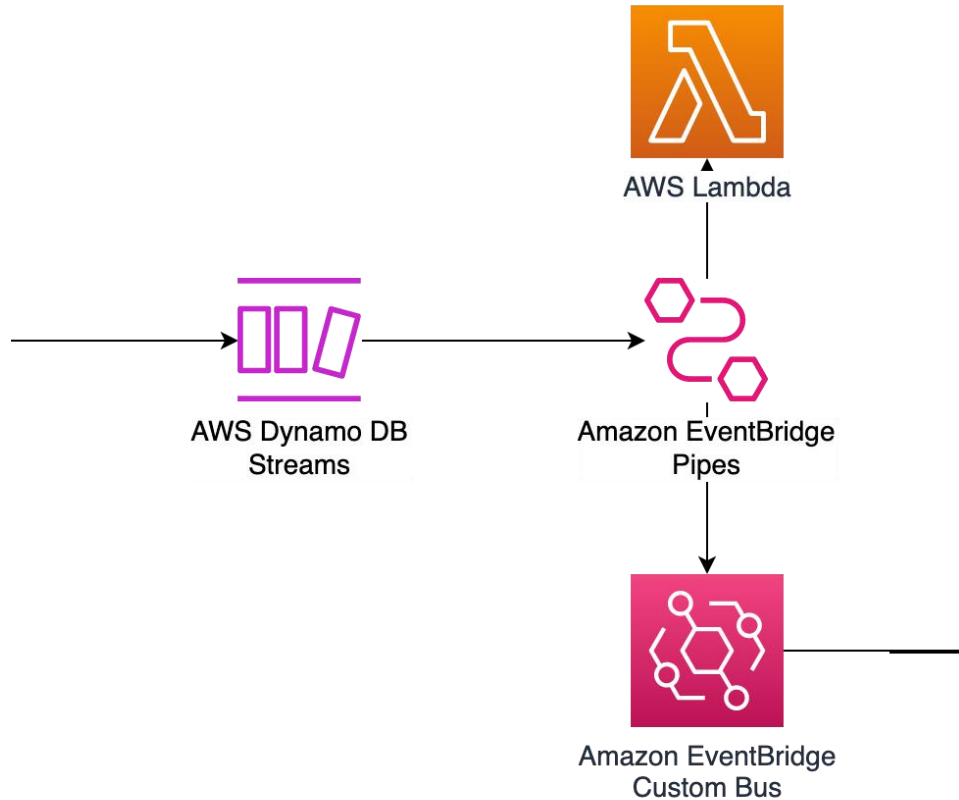 AWS Lambda
AWS Dynamo DB
Streams
Amazon EventBridge
Pipes
Amazon EventBridge
Custom Bus